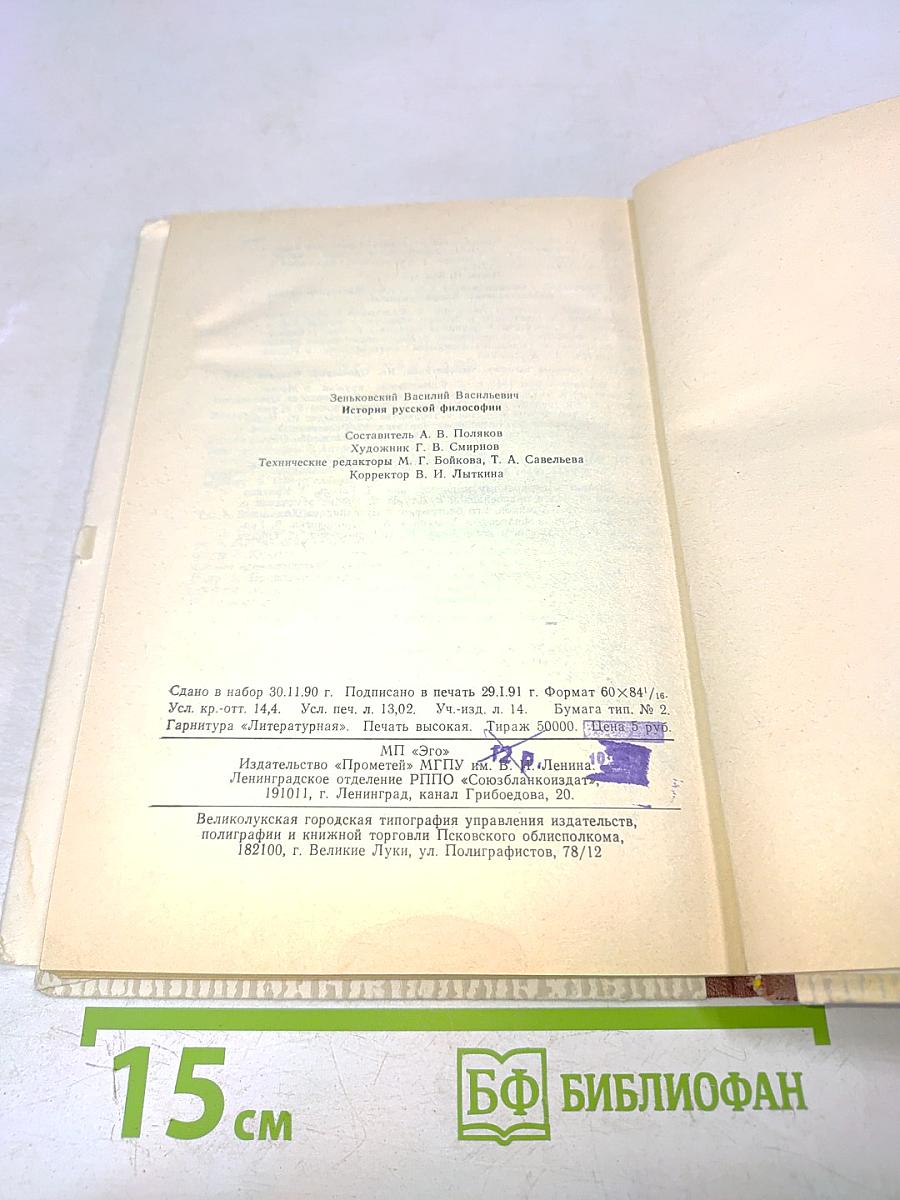 Зеньковский Василий Васильевич
История русской философии
Составитель А. В. Поляков
Художник Г. В. Смирнов
Технические редакторы М. Г. Бойкова, Т. А. Савельева
Корректор В. И. Лыткина
Сдано в набор 30.11.90 г. Подписано в печать 29.I.91 г. Формат 60×84¹/₁₆.
Усл. кр.-отт. 14,4. Усл. печ. л. 13,02. Уч.-изд. л. 14. Бумага тип. № 2.
Гарнитура «Литературная». Печать высокая. Тираж 50000. Цена 5 руб.
МП «Эго»
12 р.
10
Издательство «Прометей» МГПУ им. В. И. Ленина.
Ленинградское отделение РППО «Союзбланкоиздат»,
191011, г. Ленинград, канал Грибоедова, 20.
Великолукская городская типография управления издательств,
полиграфии и книжной торговли Псковского облисполкома,
182100, г. Великие Луки, ул. Полиграфистов, 78/12
15 см
БФ БИБЛИОФАН